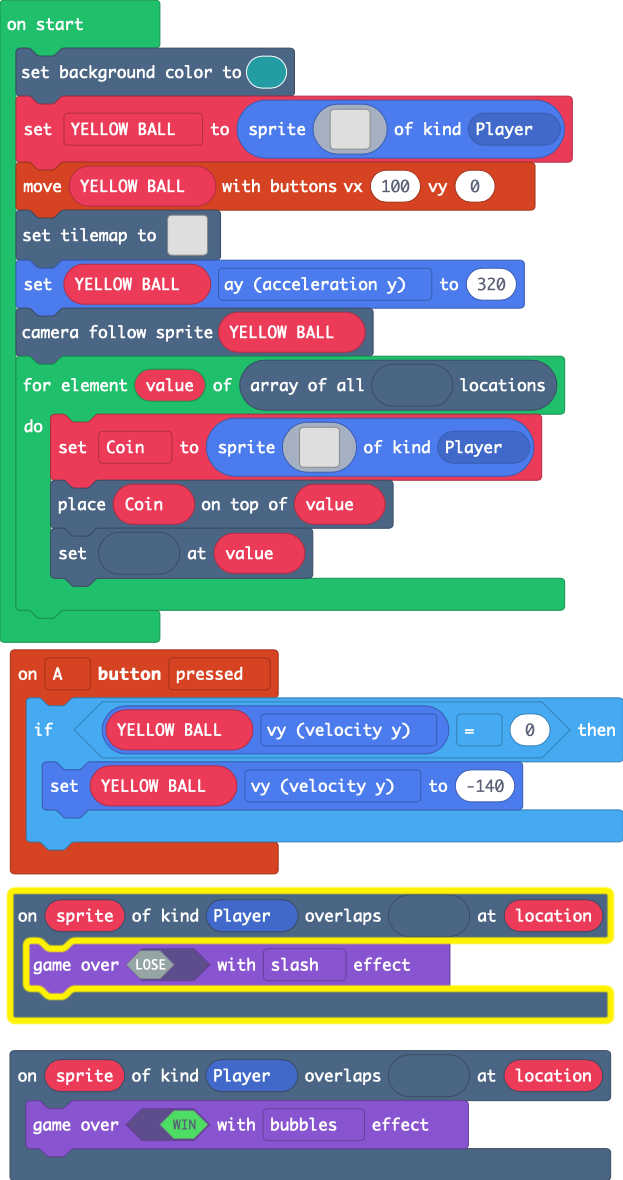 on start
set background color to
set YELLOW BALL to sprite of kind Player
move YELLOW BALL with buttons vx 100 vy 0
set tilemap to
set YELLOW BALL ay (acceleration y) to 320
camera follow sprite YELLOW BALL
for element value of array of all locations
do
set Coin to sprite of kind Player
place Coin on top of value
set at value
on A button pressed
if YELLOW BALL vy (velocity y) = 0 then
set YELLOW BALL vy (velocity y) to -140
on sprite of kind Player overlaps at location
game over LOSE with slash effect
on sprite of kind Player overlaps at location
game over WIN with bubbles effect